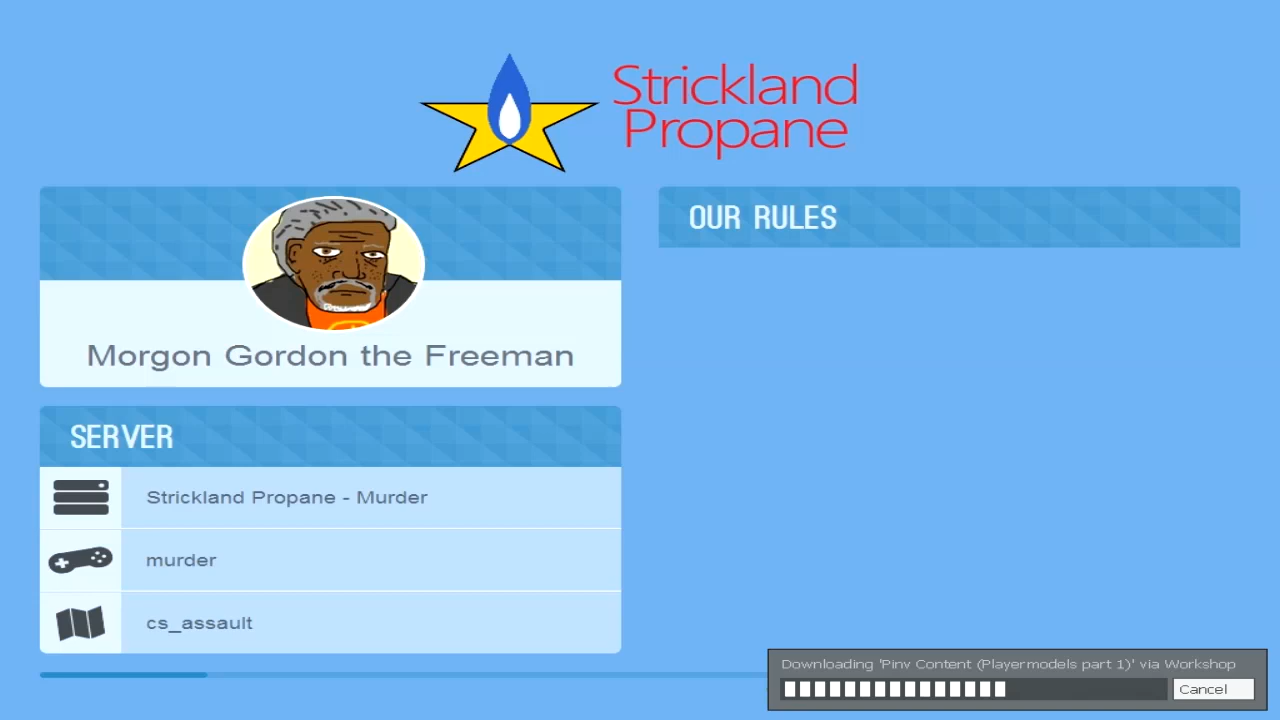 Strickland
Propane
Morgon Gordon the Freeman
OUR RULES
SERVER
Strickland Propane - Murder
murder
cs_assault
Downloading 'Pinv Content (Playermodels part 1)' via Workshop
Cancel